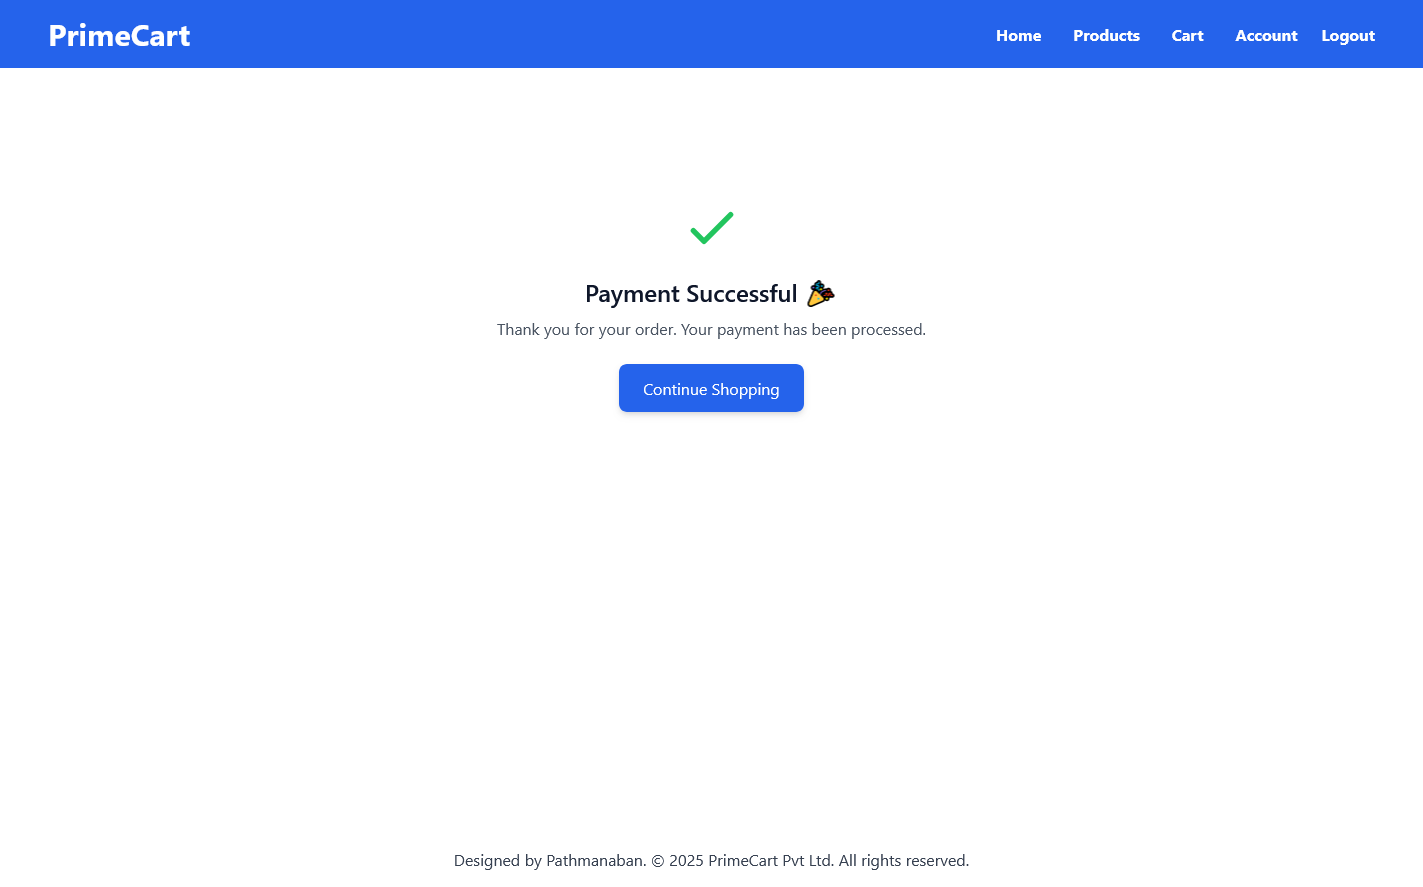 PrimeCart
Home Products Cart Account Logout
Payment Successful 🎉
Thank you for your order. Your payment has been processed.
Continue Shopping
Designed by Pathmanaban. © 2025 PrimeCart Pvt Ltd. All rights reserved.